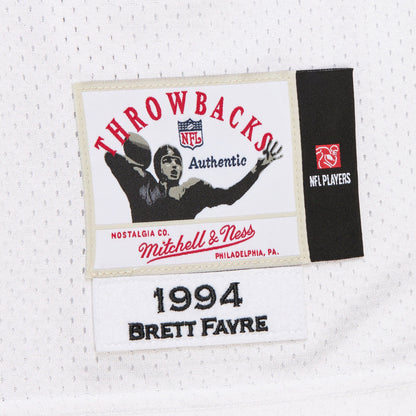 THROWBACKS
NFL
Authentic
NFL PLAYERS
NOSTALGIA CO.
Mitchell & Ness
PHILADELPHIA, PA.
1994
BRETT FAVRE